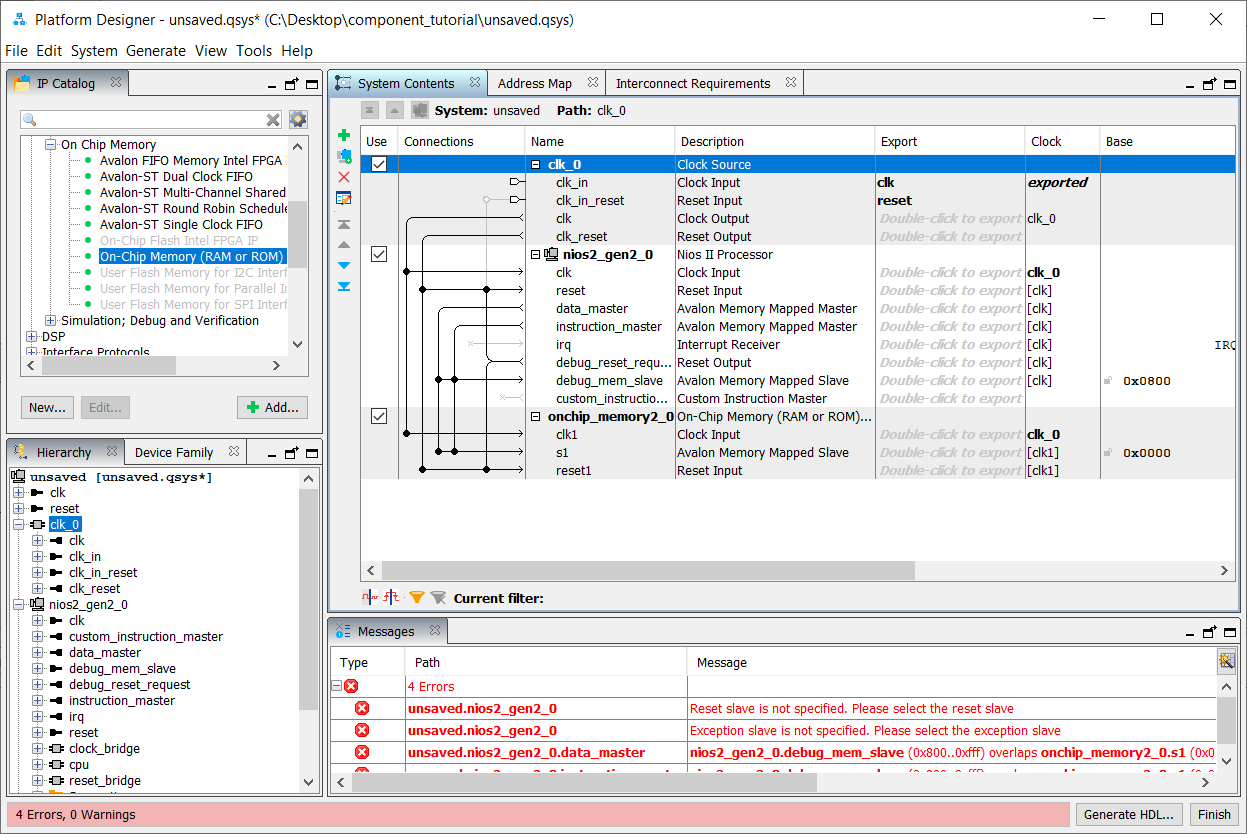 Platform Designer - unsaved.qsys* (C:\Desktop\component_tutorial\unsaved.qsys)
File Edit System Generate View Tools Help
IP Catalog
On Chip Memory
Avalon FIFO Memory Intel FPGA
Avalon-ST Dual Clock FIFO
Avalon-ST Multi-Channel Shared
Avalon-ST Round Robin Schedule
Avalon-ST Single Clock FIFO
On-Chip Flash Intel FPGA IP
On-Chip Memory (RAM or ROM)
User Flash Memory for I2C Interf
User Flash Memory for Parallel In
User Flash Memory for SPI Interf
Simulation; Debug and Verification
DSP
Interface Protocols
New... Edit... Add...
Hierarchy Device Family
unsaved [unsaved.qsys*]
clk
reset
clk_0
clk
clk_in
clk_in_reset
clk_reset
nios2_gen2_0
clk
custom_instruction_master
data_master
debug_mem_slave
debug_reset_request
instruction_master
irq
reset
clock_bridge
cpu
reset_bridge
System Contents Address Map Interconnect Requirements
System: unsaved Path: clk_0
Use Connections Name Description Export Clock Base
clk_0 Clock Source
clk_in Clock Input clk exported
clk_in_reset Reset Input reset
clk Clock Output Double-click to export clk_0
clk_reset Reset Output Double-click to export
nios2_gen2_0 Nios II Processor
clk Clock Input Double-click to export clk_0
reset Reset Input Double-click to export [clk]
data_master Avalon Memory Mapped Master Double-click to export [clk]
instruction_master Avalon Memory Mapped Master Double-click to export [clk]
irq Interrupt Receiver Double-click to export [clk] IRQ
debug_reset_requ... Reset Output Double-click to export [clk]
debug_mem_slave Avalon Memory Mapped Slave Double-click to export [clk] 0x0800
custom_instructio... Custom Instruction Master Double-click to export
onchip_memory2_0 On-Chip Memory (RAM or ROM)...
clk1 Clock Input Double-click to export clk_0
s1 Avalon Memory Mapped Slave Double-click to export [clk1] 0x0000
reset1 Reset Input Double-click to export [clk1]
Current filter:
Messages
Type Path Message
4 Errors
unsaved.nios2_gen2_0 Reset slave is not specified. Please select the reset slave
unsaved.nios2_gen2_0 Exception slave is not specified. Please select the exception slave
unsaved.nios2_gen2_0.data_master nios2_gen2_0.debug_mem_slave (0x800..0xfff) overlaps onchip_memory2_0.s1 (0x0
4 Errors, 0 Warnings
Generate HDL... Finish